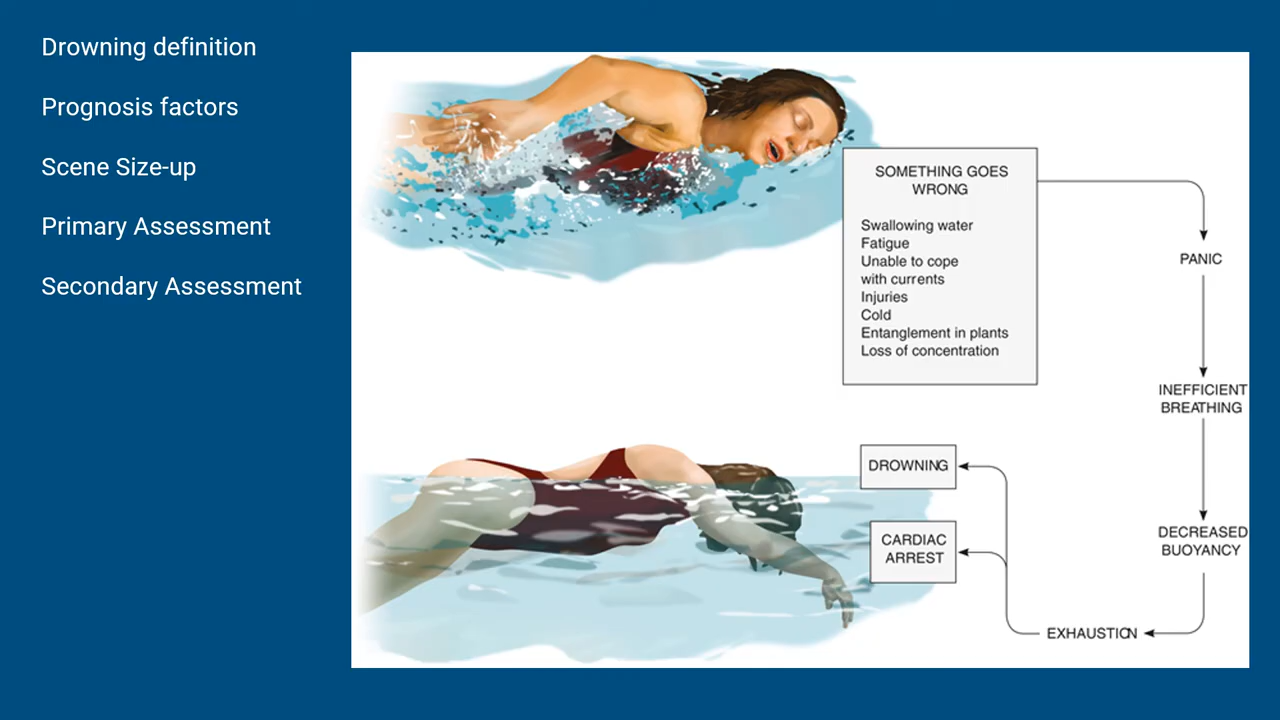 Drowning definition
Prognosis factors
Scene Size-up
Primary Assessment
Secondary Assessment
SOMETHING GOES
WRONG
Swallowing water
Fatigue
Unable to cope
with currents
Injuries
Cold
Entanglement in plants
Loss of concentration
PANIC
INEFFICIENT
BREATHING
DECREASED
BUOYANCY
EXHAUSTION
DROWNING
CARDIAC
ARREST